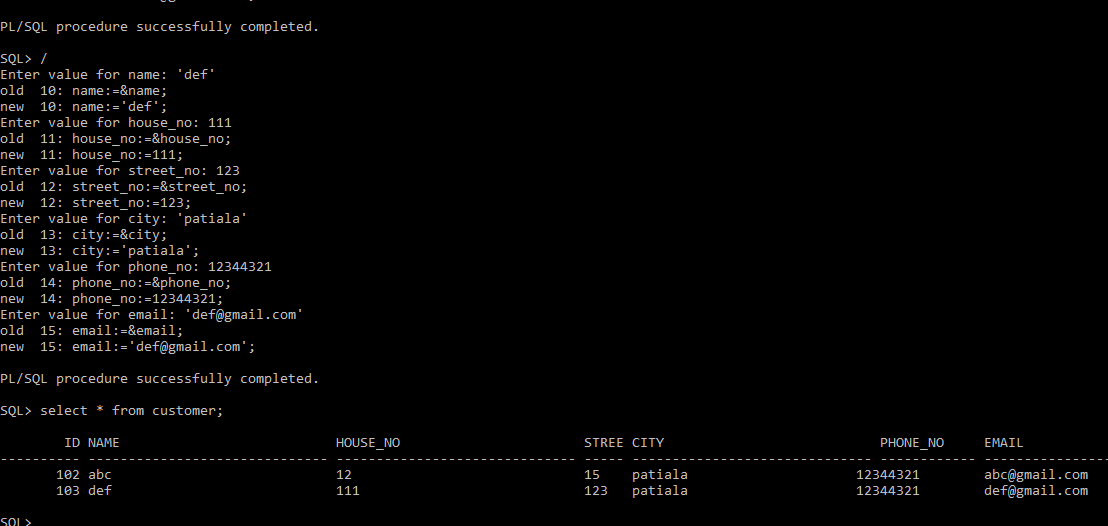 PL/SQL procedure successfully completed.
SQL> /
Enter value for name: 'def'
old  10: name:=&name;
new  10: name:='def';
Enter value for house_no: 111
old  11: house_no:=&house_no;
new  11: house_no:=111;
Enter value for street_no: 123
old  12: street_no:=&street_no;
new  12: street_no:=123;
Enter value for city: 'patiala'
old  13: city:=&city;
new  13: city:='patiala';
Enter value for phone_no: 12344321
old  14: phone_no:=&phone_no;
new  14: phone_no:=12344321;
Enter value for email: 'def@gmail.com'
old  15: email:=&email;
new  15: email:='def@gmail.com';
PL/SQL procedure successfully completed.
SQL> select * from customer;
        ID NAME                           HOUSE_NO                       STREE CITY                           PHONE_NO     EMAIL
---------- ------------------------------ ------------------------------ ----- ------------------------------ ------------ ----------------
       102 abc                            12                             15    patiala                     12344321        abc@gmail.com
       103 def                            111                            123   patiala                     12344321        def@gmail.com
SQL>